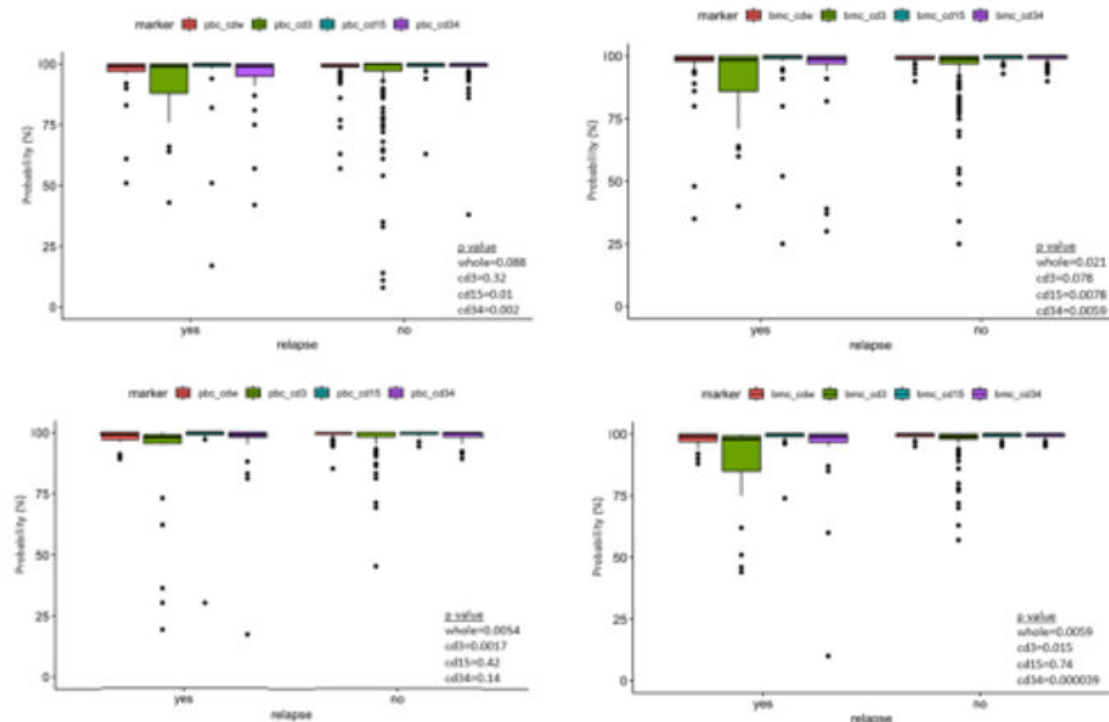 marker pbc_cdw pbc_cd3 pbc_cd15 pbc_cd34
Probability (%)
100
75
50
25
0
yes no
relapse
p value
whole=0.088
cd3=0.32
cd15=0.01
cd34=0.002
marker bmc_cdw bmc_cd3 bmc_cd15 bmc_cd34
Probability (%)
100
75
50
25
0
yes no
relapse
p value
whole=0.021
cd3=0.078
cd15=0.0078
cd34=0.0059
marker pbc_cdw pbc_cd3 pbc_cd15 pbc_cd34
Probability (%)
100
75
50
25
0
yes no
relapse
p value
whole=0.0054
cd3=0.0017
cd15=0.42
cd34=0.14
marker bmc_cdw bmc_cd3 bmc_cd15 bmc_cd34
Probability (%)
100
75
50
25
0
yes no
relapse
p value
whole=0.0059
cd3=0.015
cd15=0.74
cd34=0.000039